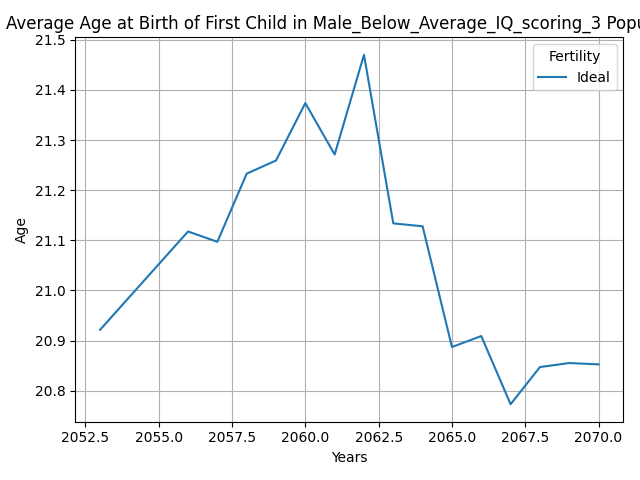 Average Age at Birth of First Child in Male_Below_Average_IQ_scoring_3 Popu
21.5
21.4
21.3
21.2
21.1
21.0
20.9
20.8
Age
Fertility
Ideal
2052.5 2055.0 2057.5 2060.0 2062.5 2065.0 2067.5 2070.0
Years